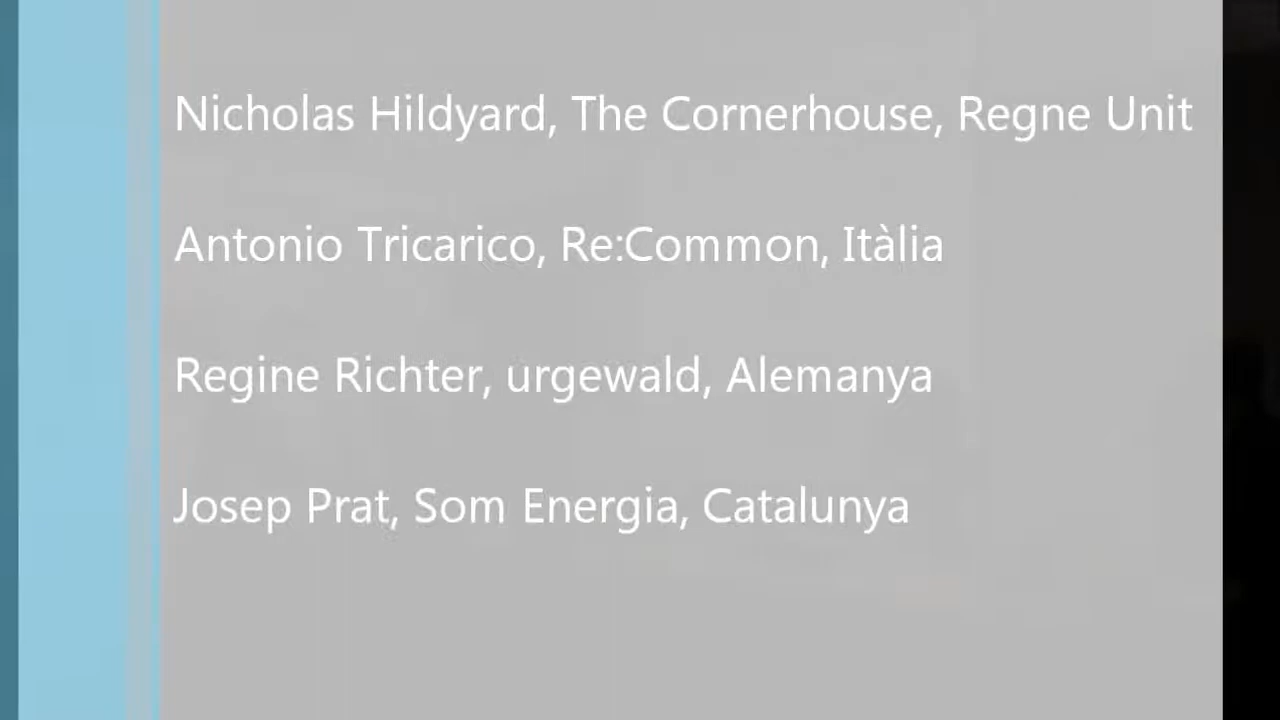 Nicholas Hildyard, The Cornerhouse, Regne Unit
Antonio Tricarico, Re:Common, Itàlia
Regine Richter, urgewald, Alemanya
Josep Prat, Som Energia, Catalunya